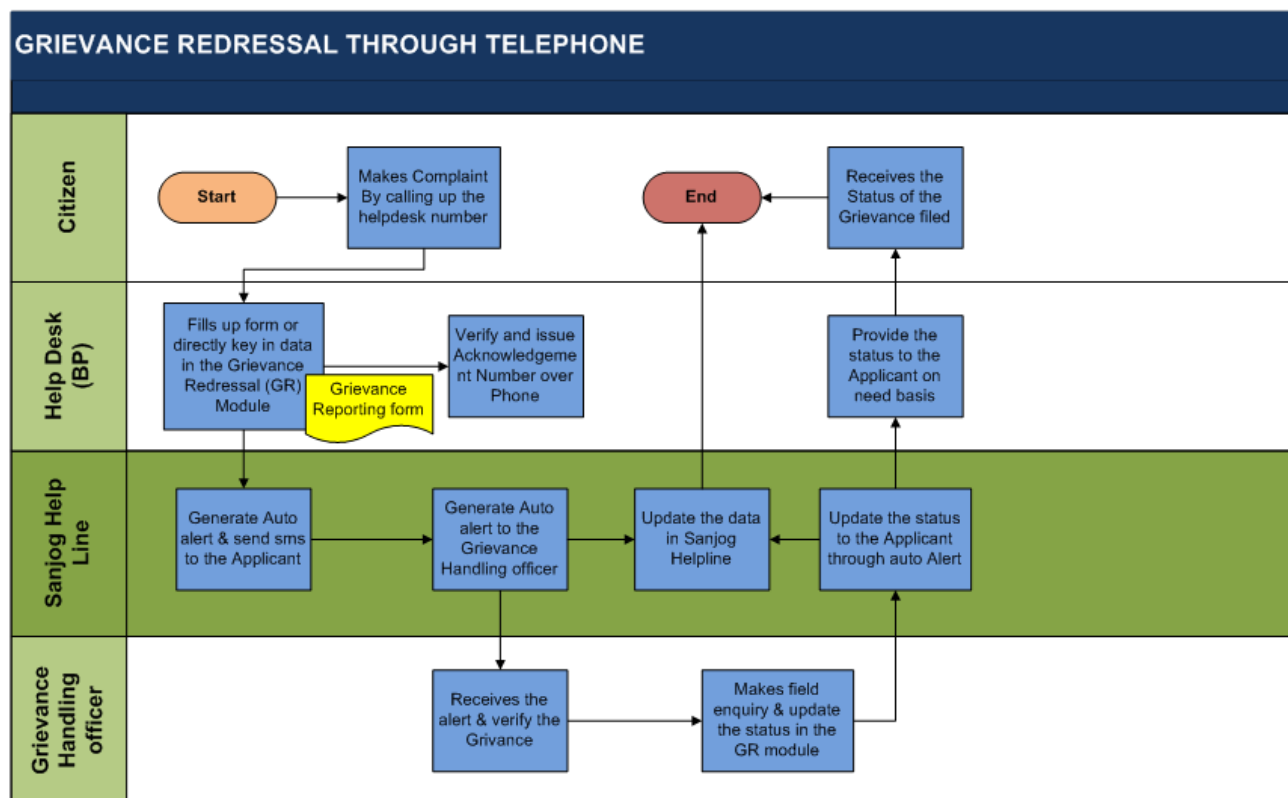 GRIEVANCE REDRESSAL THROUGH TELEPHONE
Citizen
Start
Makes Complaint
By calling up the
helpdesk number
End
Receives the
Status of the
Grievance filed
Help Desk
(BP)
Fills up form or
directly key in data
in the Grievance
Redressal (GR)
Module
Grievance
Reporting form
Verify and issue
Acknowledgeme
nt Number over
Phone
Provide the
status to the
Applicant on
need basis
Sanjog Help
Line
Generate Auto
alert & send sms
to the Applicant
Generate Auto
alert to the
Grievance
Handling officer
Update the data
in Sanjog
Helpline
Update the status
to the Applicant
through auto Alert
Grievance
Handling
officer
Receives the
alert & verify the
Grivance
Makes field
enquiry & update
the status in the
GR module